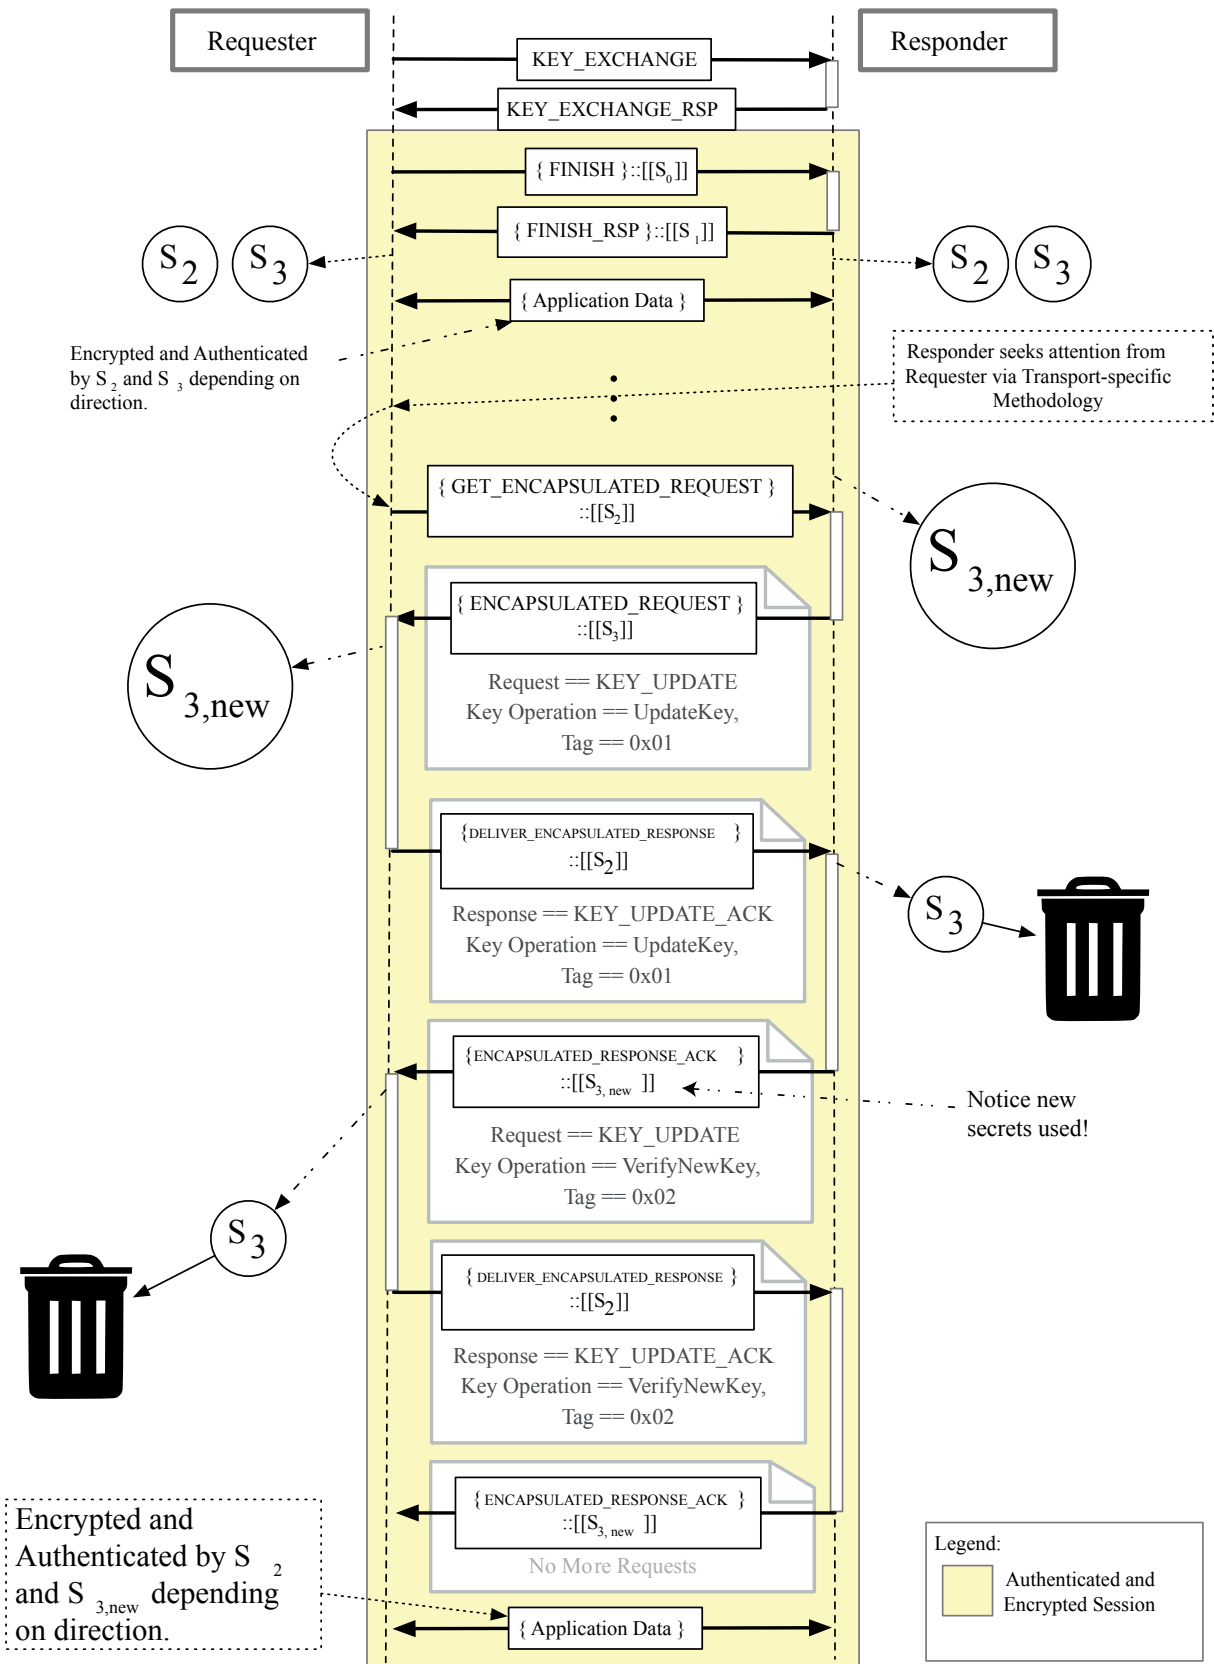 Requester
Responder
KEY_EXCHANGE
KEY_EXCHANGE_RSP
{ FINISH }::[[S0]]
{ FINISH_RSP }::[[S1]]
S2
S3
S2
S3
{ Application Data }
Encrypted and Authenticated
by S2 and S3 depending on
direction.
Responder seeks attention from
Requester via Transport-specific
Methodology
{ GET_ENCAPSULATED_REQUEST }
::[[S2]]
S3,new
{ ENCAPSULATED_REQUEST }
::[[S3]]
S3,new
Request == KEY_UPDATE
Key Operation == UpdateKey,
Tag == 0x01
{DELIVER_ENCAPSULATED_RESPONSE }
::[[S2]]
S3
Response == KEY_UPDATE_ACK
Key Operation == UpdateKey,
Tag == 0x01
{ENCAPSULATED_RESPONSE_ACK }
::[[S3, new ]]
Notice new
secrets used!
Request == KEY_UPDATE
Key Operation == VerifyNewKey,
Tag == 0x02
S3
{ DELIVER_ENCAPSULATED_RESPONSE }
::[[S2]]
Response == KEY_UPDATE_ACK
Key Operation == VerifyNewKey,
Tag == 0x02
{ ENCAPSULATED_RESPONSE_ACK }
::[[S3, new ]]
No More Requests
Encrypted and
Authenticated by S2
and S3,new depending
on direction.
{ Application Data }
Legend:
Authenticated and
Encrypted Session